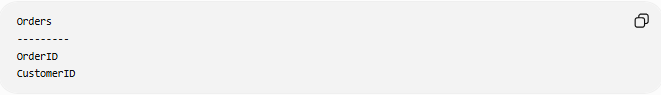 Orders
---------
OrderID
CustomerID